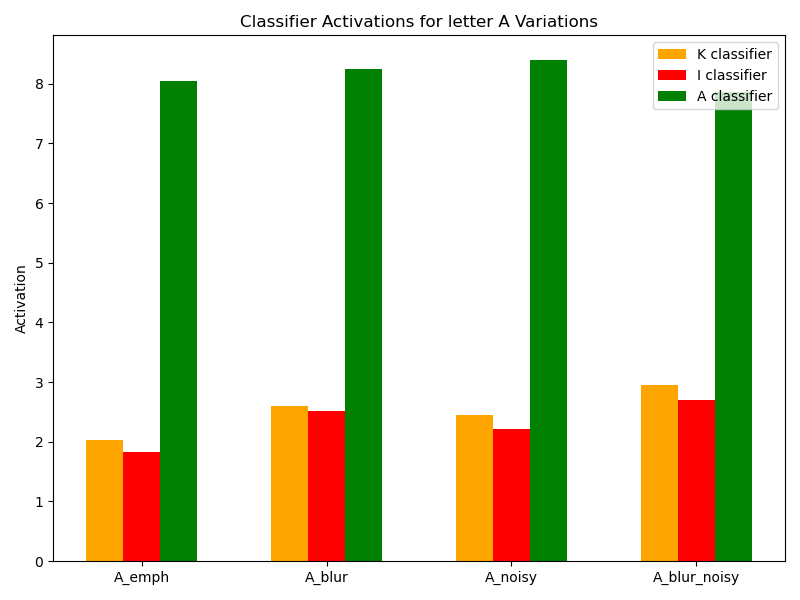 Classifier Activations for letter A Variations
K classifier
I classifier
A classifier
Activation
8
7
6
5
4
3
2
1
0
A_emph
A_blur
A_noisy
A_blur_noisy